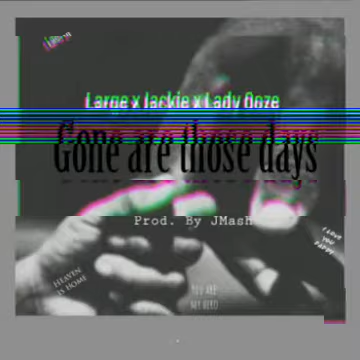 Large x Jackie x Lady Ooze
Gone are those days
Prod. By JMash
I LOVE
YOU
PAPPY
HEAVEN
IS HOME
YOU ARE
MY HERO